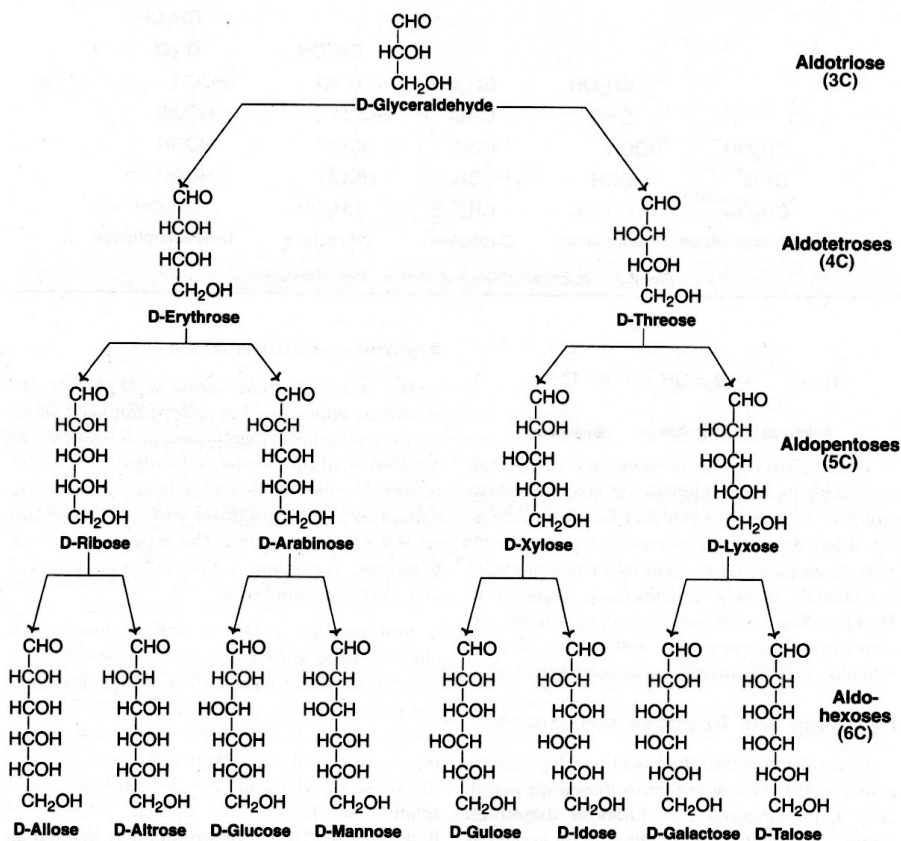 CHO
HCOH
CH₂OH
D-Glyceraldehyde
Aldotriose
(3C)
CHO CHO
HCOH HOCH
HCOH HCOH
CH₂OH CH₂OH
D-Erythrose D-Threose
Aldotetroses
(4C)
CHO CHO CHO CHO
HCOH HOCH HCOH HOCH
HCOH HCOH HOCH HOCH
HCOH HCOH HCOH HCOH
CH₂OH CH₂OH CH₂OH CH₂OH
D-Ribose D-Arabinose D-Xylose D-Lyxose
Aldopentoses
(5C)
CHO CHO CHO CHO CHO CHO CHO CHO
HCOH HOCH HCOH HOCH HCOH HOCH HCOH HOCH
HCOH HCOH HOCH HOCH HCOH HCOH HOCH HOCH
HCOH HCOH HCOH HCOH HOCH HOCH HOCH HOCH
HCOH HCOH HCOH HCOH HCOH HCOH HCOH HCOH
CH₂OH CH₂OH CH₂OH CH₂OH CH₂OH CH₂OH CH₂OH CH₂OH
D-Allose D-Altrose D-Glucose D-Mannose D-Gulose D-Idose D-Galactose D-Talose
Aldo-
hexoses
(6C)